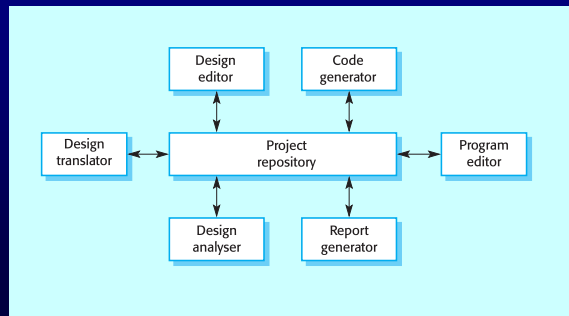 Design
editor
Code
generator
Design
translator
Project
repository
Program
editor
Design
analyser
Report
generator